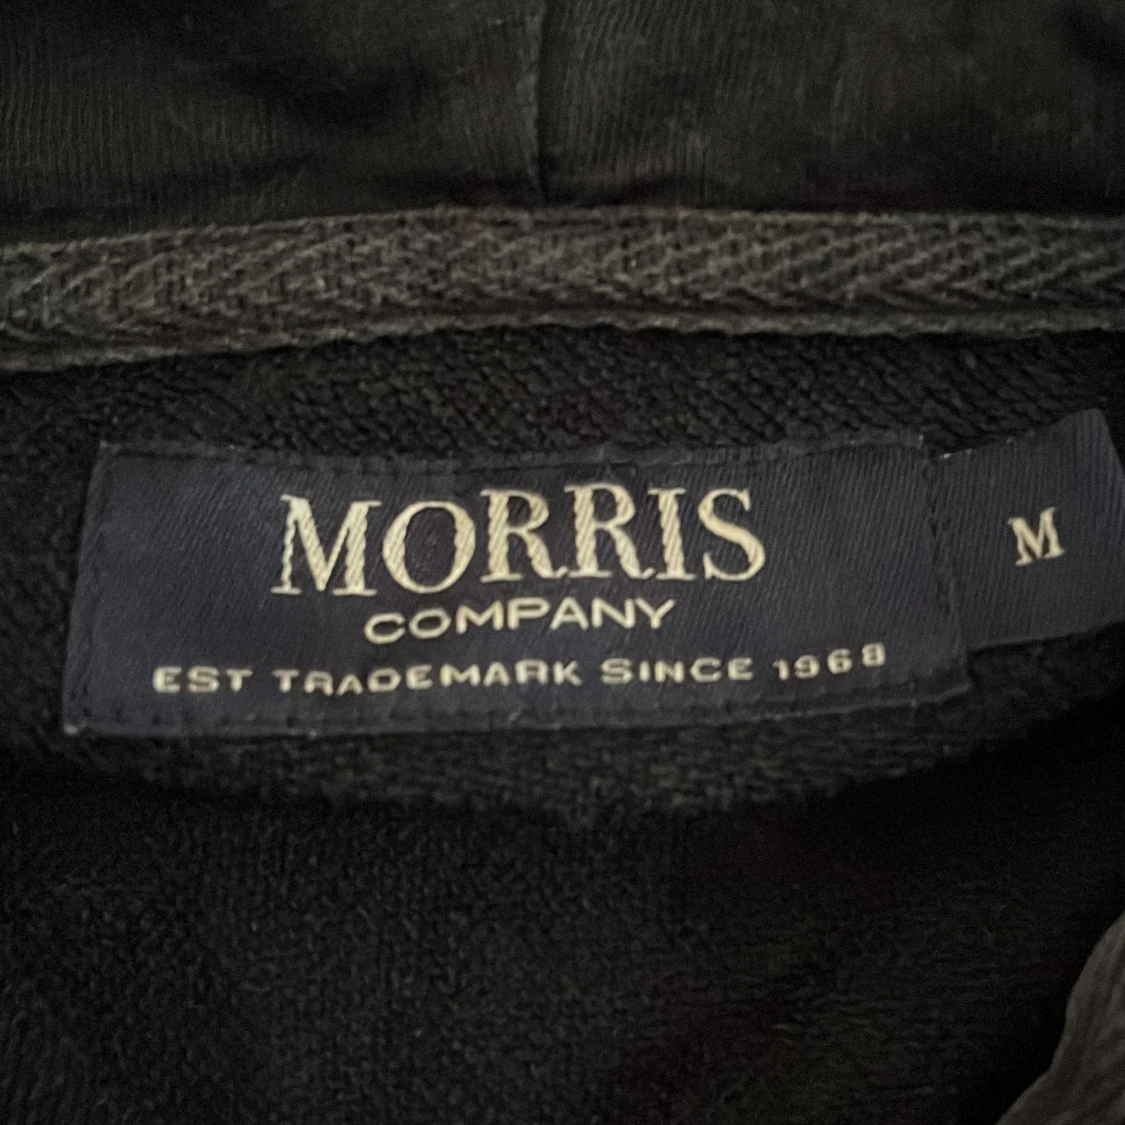 MORRIS
COMPANY
EST TRADEMARK SINCE 1968
M